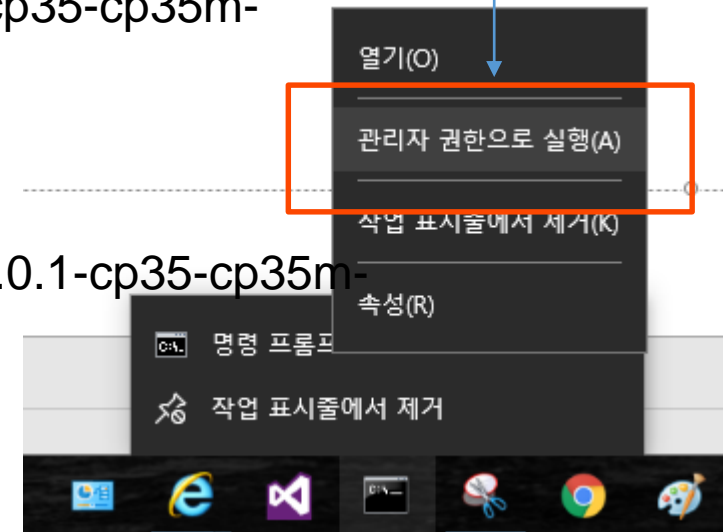 cp35-cp35m-
열기(O)
관리자 권한으로 실행(A)
작업 표시줄에서 제거(K)
.0.1-cp35-cp35m-
속성(R)
명령 프롬프
작업 표시줄에서 제거